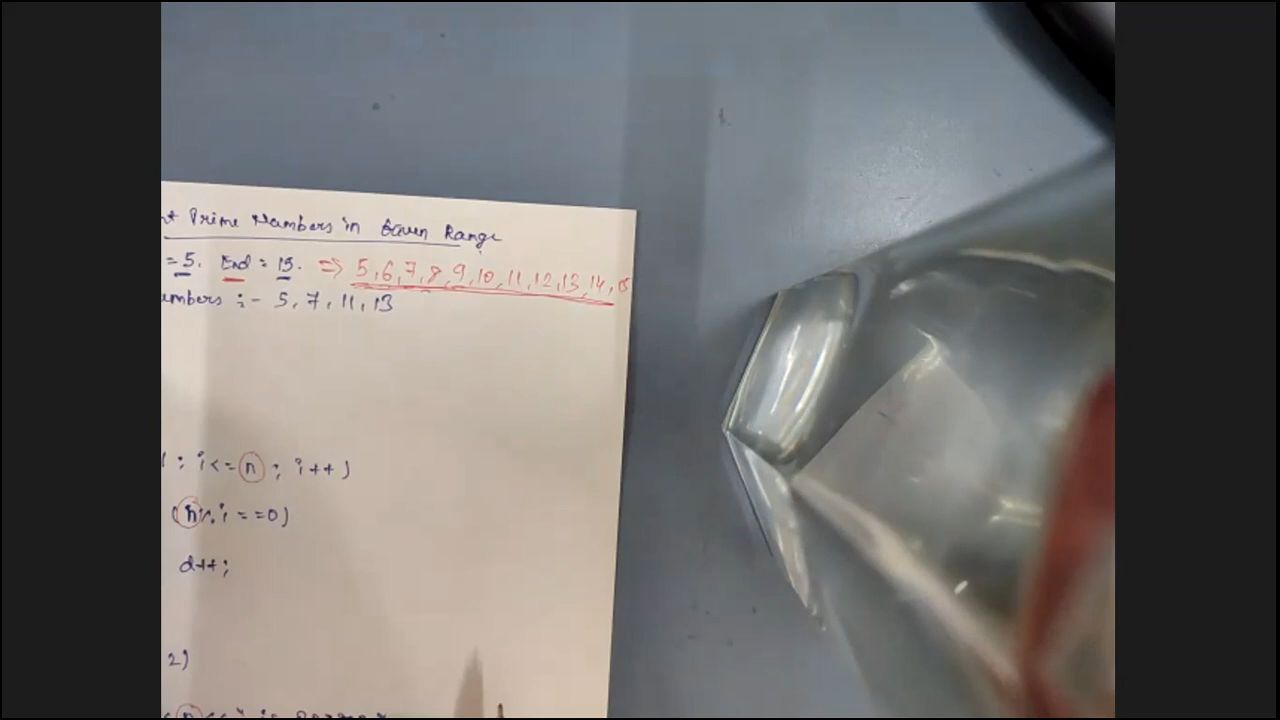 nt Prime Numbers in Given Range
= 5. End = 15. => 5, 6, 7, 8, 9, 10, 11, 12, 13, 14, 15
umbers :- 5, 7, 11, 13
; i <= n ; i++)
(n % i == 0)
d++;
2)